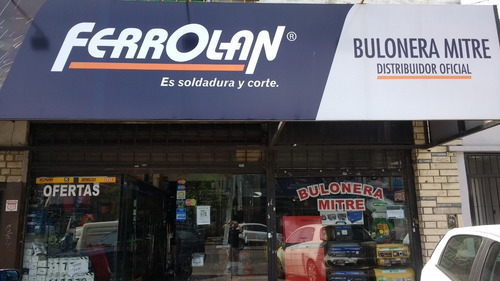 FERROLAN®
Es soldadura y corte.
BULONERA MITRE
DISTRIBUIDOR OFICIAL
OFERTAS
BULONERA
MITRE